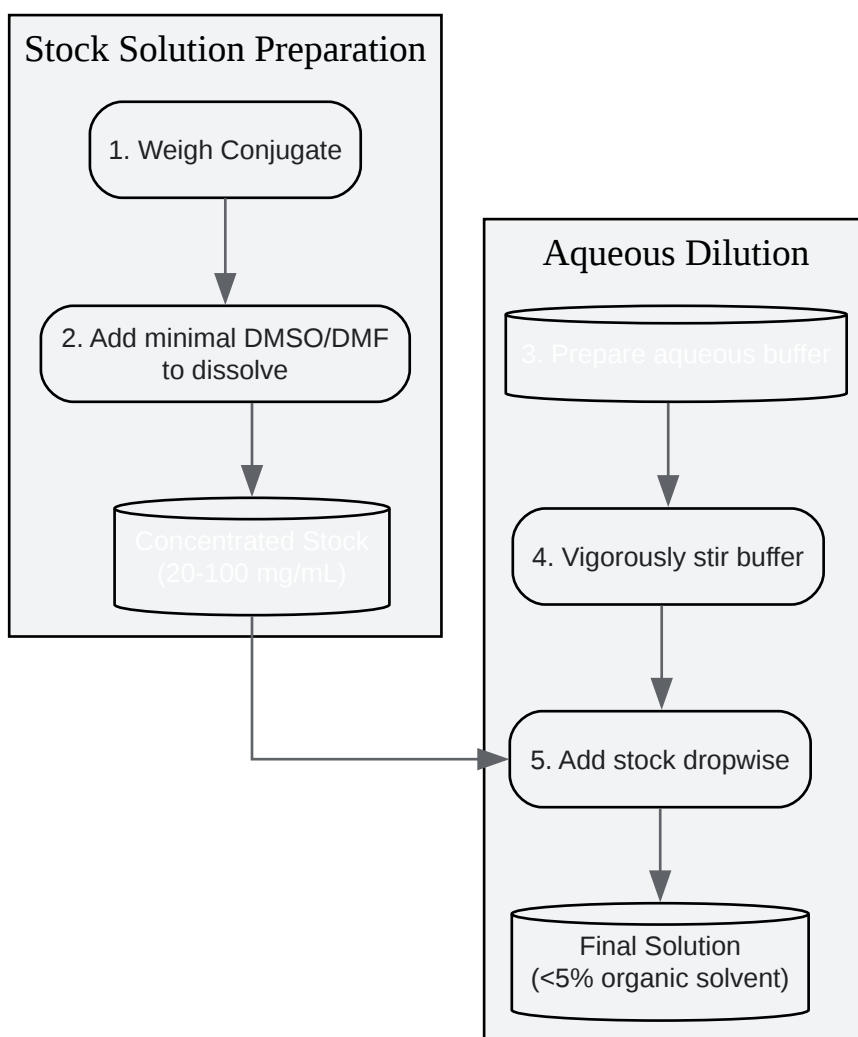 Stock Solution Preparation
1. Weigh Conjugate
2. Add minimal DMSO/DMF
to dissolve
Concentrated Stock
(20-100 mg/mL)
Aqueous Dilution
3. Prepare aqueous buffer
4. Vigorously stir buffer
5. Add stock dropwise
Final Solution
(<5% organic solvent)